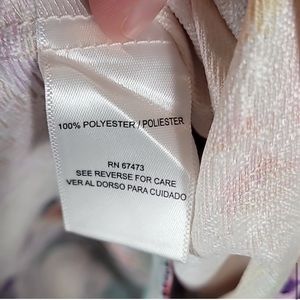 100% POLYESTER / POLIESTER
RN 67473
SEE REVERSE FOR CARE
VER AL DORSO PARA CUIDADO